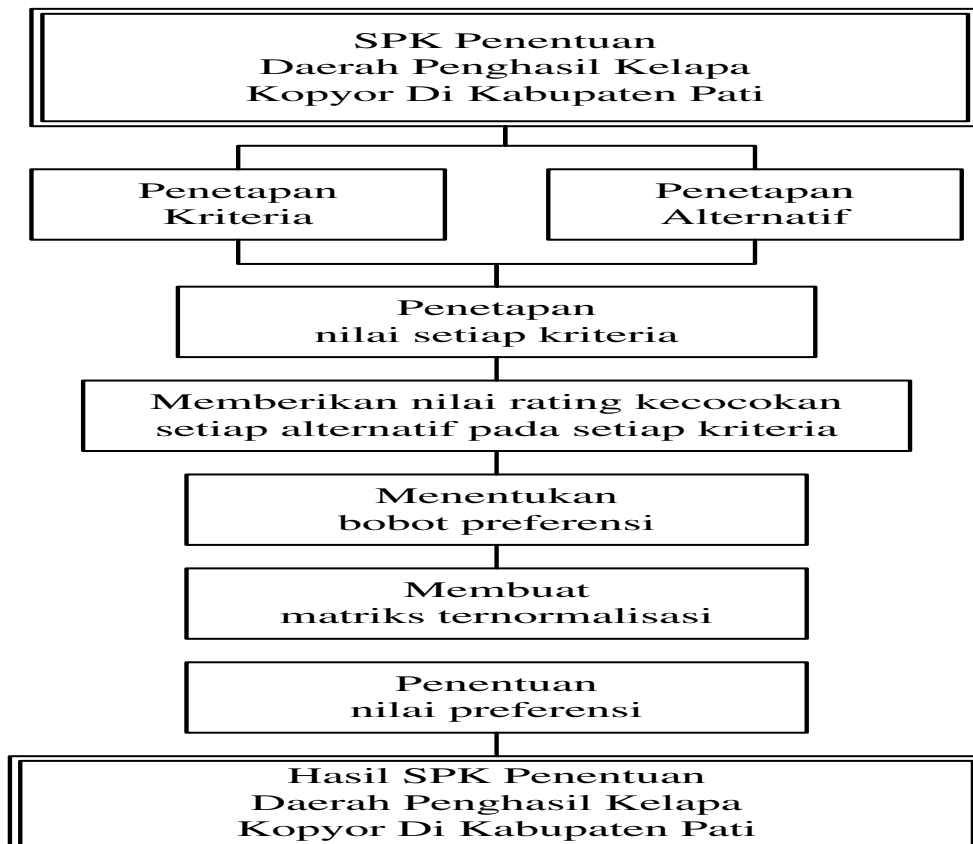 SPK Penentuan
Daerah Penghasil Kelapa
Kopyor Di Kabupaten Pati
Penetapan
Kriteria
Penetapan
Alternatif
Penetapan
nilai setiap kriteria
Memberikan nilai rating kecocokan
setiap alternatif pada setiap kriteria
Menentukan
bobot preferensi
Membuat
matriks ternormalisasi
Penentuan
nilai preferensi
Hasil SPK Penentuan
Daerah Penghasil Kelapa
Kopyor Di Kabupaten Pati